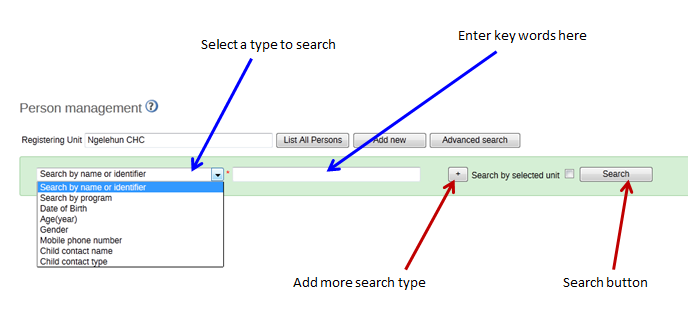 Select a type to search
Enter key words here
Person management ?
Registering Unit Ngelehun CHC List All Persons Add new Advanced search
Search by name or identifier * + Search by selected unit Search
Search by name or identifier
Search by program
Date of Birth
Age(year)
Gender
Mobile phone number
Child contact name
Child contact type
Add more search type
Search button